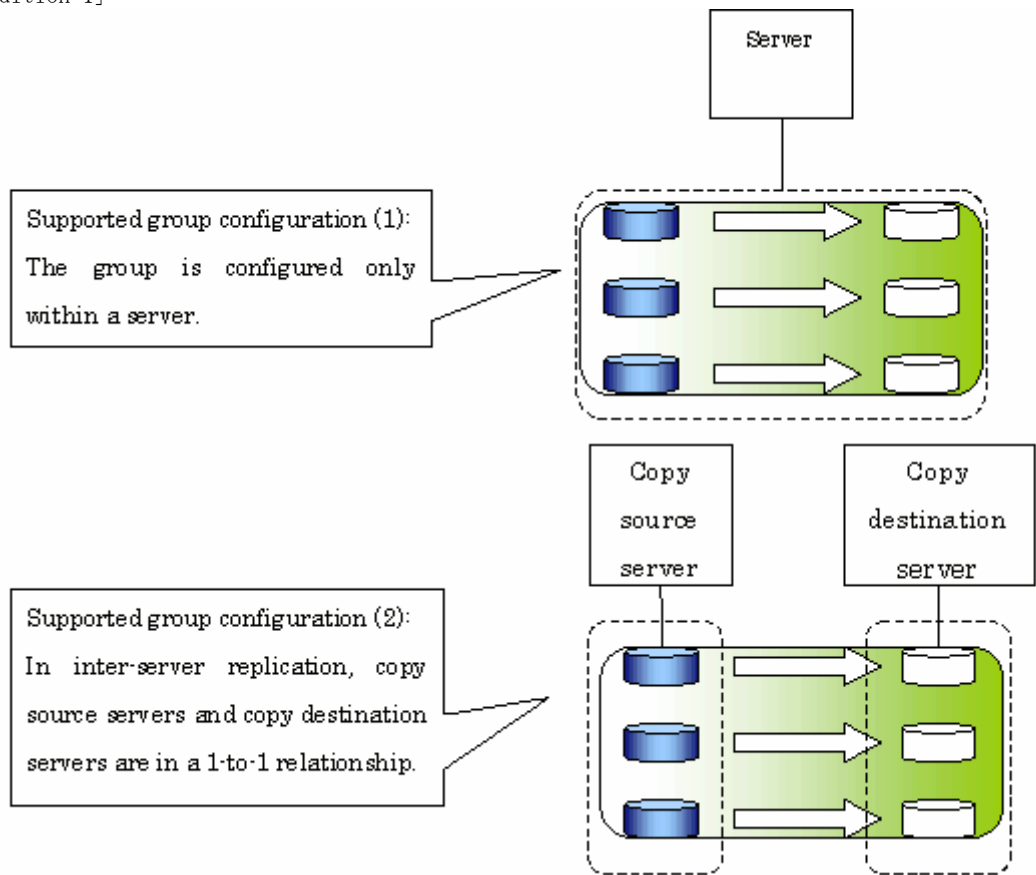 Server
Supported group configuration (1):
The group is configured only
within a server.
Copy
source
server
Copy
destination
server
Supported group configuration (2):
In inter-server replication, copy
source servers and copy destination
servers are in a 1-to-1 relationship.